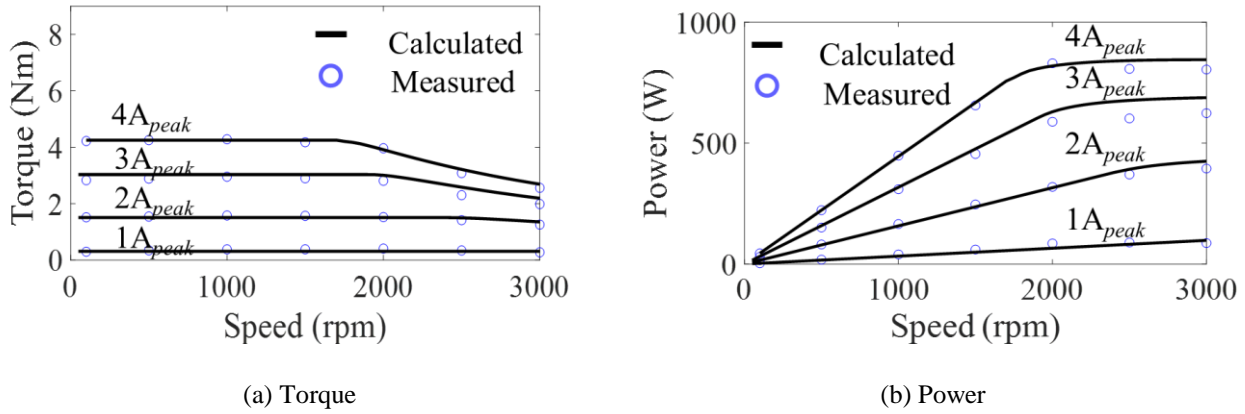 Torque (Nm)
8
6
4
2
0
Calculated
Measured
4A_peak
3A_peak
2A_peak
1A_peak
0 1000 2000 3000
Speed (rpm)
(a) Torque
Power (W)
1000
500
0
Calculated
Measured
4A_peak
3A_peak
2A_peak
1A_peak
0 1000 2000 3000
Speed (rpm)
(b) Power